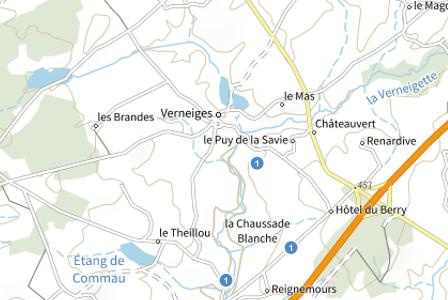 le Mago
le Mas
la Verneigette
Verneiges
les Brandes
Châteauvert
le Puy de la Savie
Renardive
1
451
Hôtel du Berry
la Chaussade
Blanche
le Theillou
1
Étang de
Commau
1
Reignemours